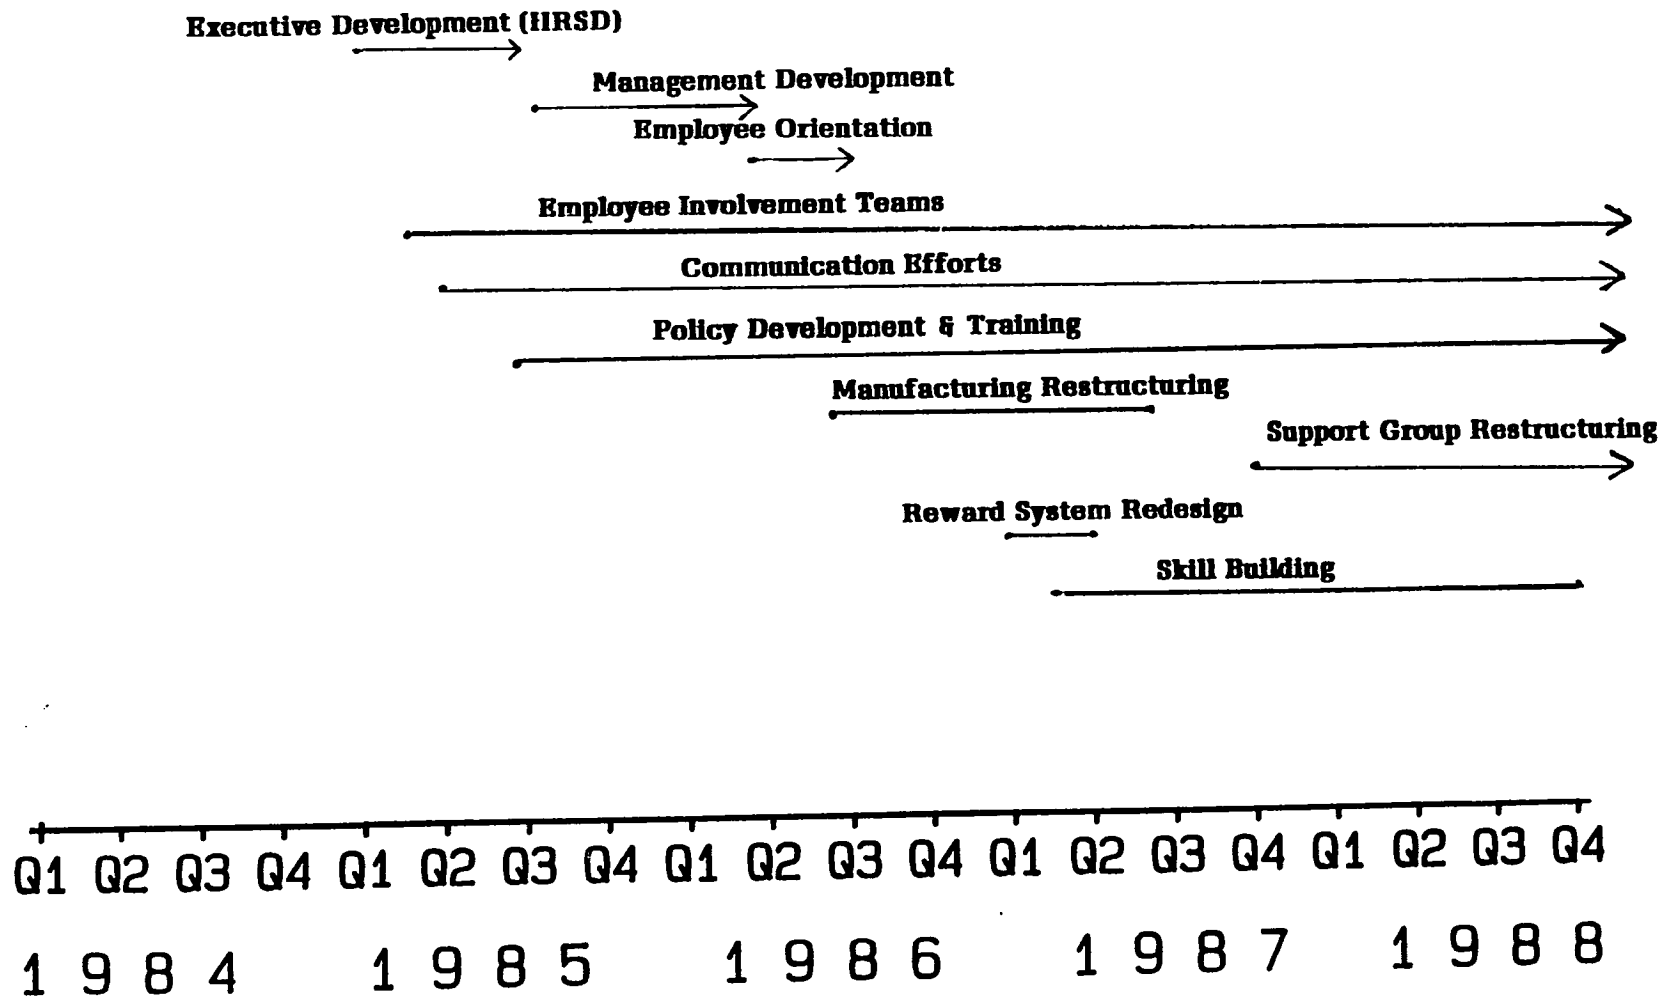 Executive Development (HRSD)
Management Development
Employee Orientation
Employee Involvement Teams
Communication Efforts
Policy Development & Training
Manufacturing Restructuring
Support Group Restructuring
Reward System Redesign
Skill Building
Q1 Q2 Q3 Q4 Q1 Q2 Q3 Q4 Q1 Q2 Q3 Q4 Q1 Q2 Q3 Q4 Q1 Q2 Q3 Q4
1984 1985 1986 1987 1988